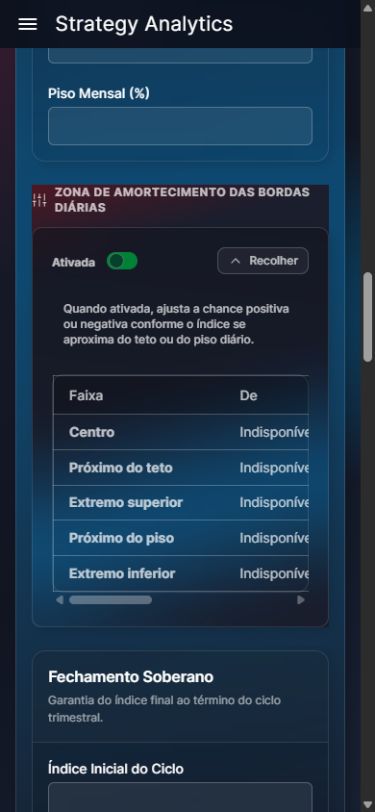 Strategy Analytics
Piso Mensal (%)
ZONA DE AMORTECIMENTO DAS BORDAS
DIÁRIAS
Ativada
Recolher
Quando ativada, ajusta a chance positiva
ou negativa conforme o índice se
aproxima do teto ou do piso diário.
Faixa De
Centro Indisponíve
Próximo do teto Indisponíve
Extremo superior Indisponíve
Próximo do piso Indisponíve
Extremo inferior Indisponíve
Fechamento Soberano
Garantia do índice final ao término do ciclo
trimestral.
Índice Inicial do Ciclo